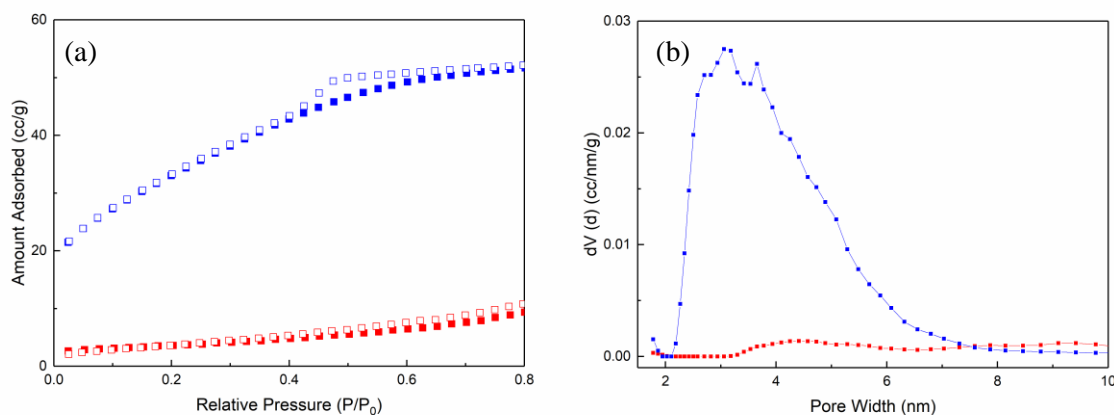 (a)
60
40
20
0
Amount Adsorbed (cc/g)
0.0 0.2 0.4 0.6 0.8
Relative Pressure (P/P0)
(b)
0.03
0.02
0.01
0.00
dV (d) (cc/nm/g)
2 4 6 8 10
Pore Width (nm)